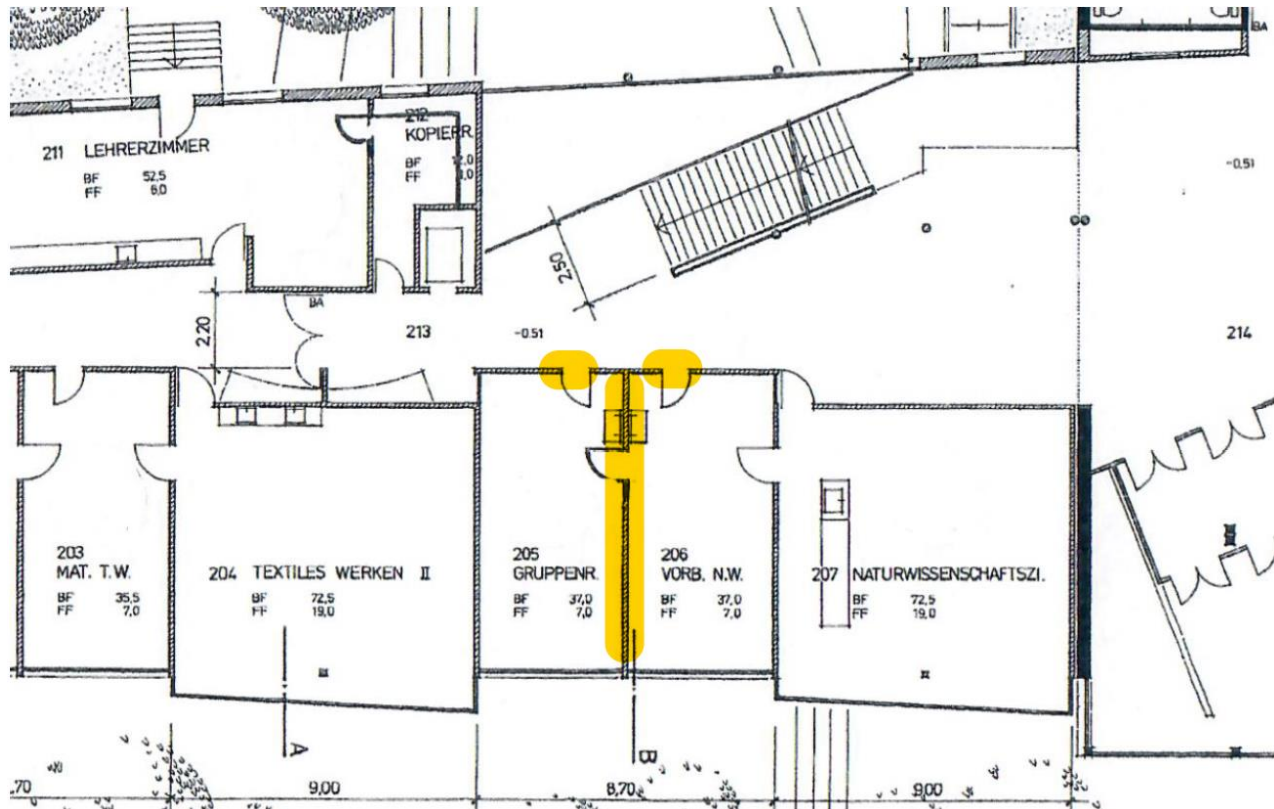 BA
211 LEHRERZIMMER
BF 52,5
FF 6,0
212
KOPIERR.
BF 12,0
FF
-0.51
2,50
2,20
BA
213
-0.51
214
203
MAT. T.W.
BF 35,5
FF 7,0
204 TEXTILES WERKEN II
BF 72,5
FF 19,0
205
GRUPPENR.
BF 37,0
FF 7,0
206
VORB. N.W.
BF 37,0
FF 7,0
207 NATURWISSENSCHAFTSZI.
BF 72,5
FF 19,0
A
B
,70
9,00
8,70
9,00